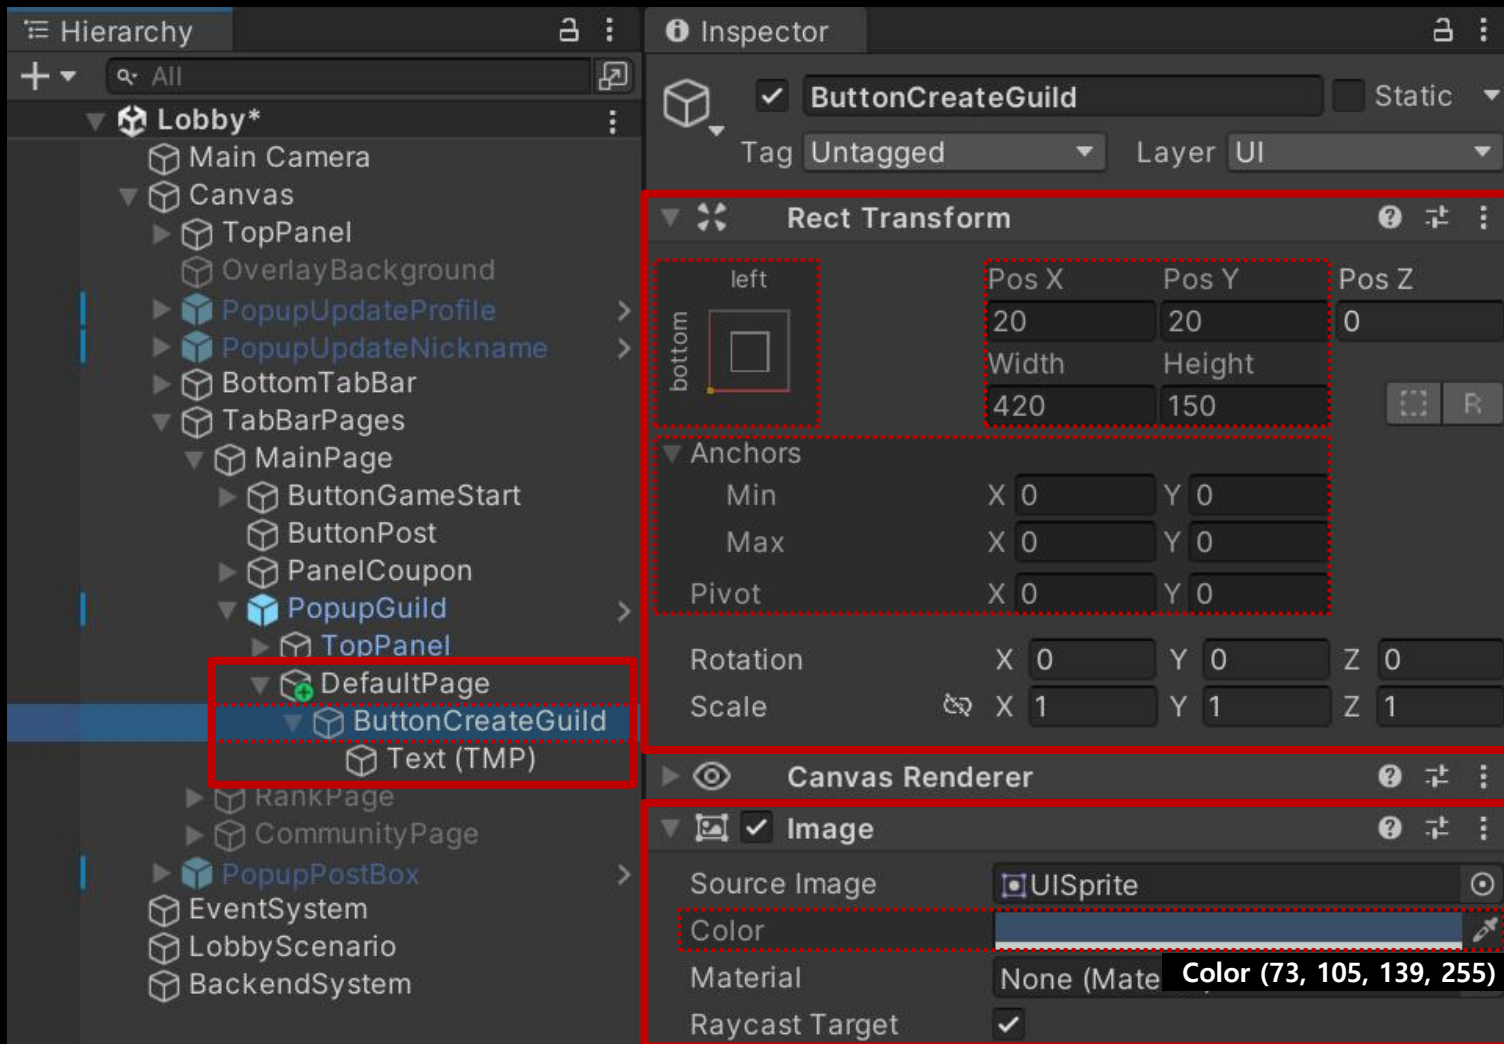 Hierarchy
All
Lobby*
Main Camera
Canvas
TopPanel
OverlayBackground
PopupUpdateProfile
PopupUpdateNickname
BottomTabBar
TabBarPages
MainPage
ButtonGameStart
ButtonPost
PanelCoupon
PopupGuild
TopPanel
DefaultPage
ButtonCreateGuild
Text (TMP)
RankPage
CommunityPage
PopupPostBox
EventSystem
LobbyScenario
BackendSystem
Inspector
ButtonCreateGuild Static
Tag Untagged Layer UI
Rect Transform
left
bottom
Pos X Pos Y Pos Z
20 20 0
Width Height
420 150 R
Anchors
Min X 0 Y 0
Max X 0 Y 0
Pivot X 0 Y 0
Rotation X 0 Y 0 Z 0
Scale X 1 Y 1 Z 1
Canvas Renderer
Image
Source Image UISprite
Color
Material None (Mate
Color (73, 105, 139, 255)
Raycast Target